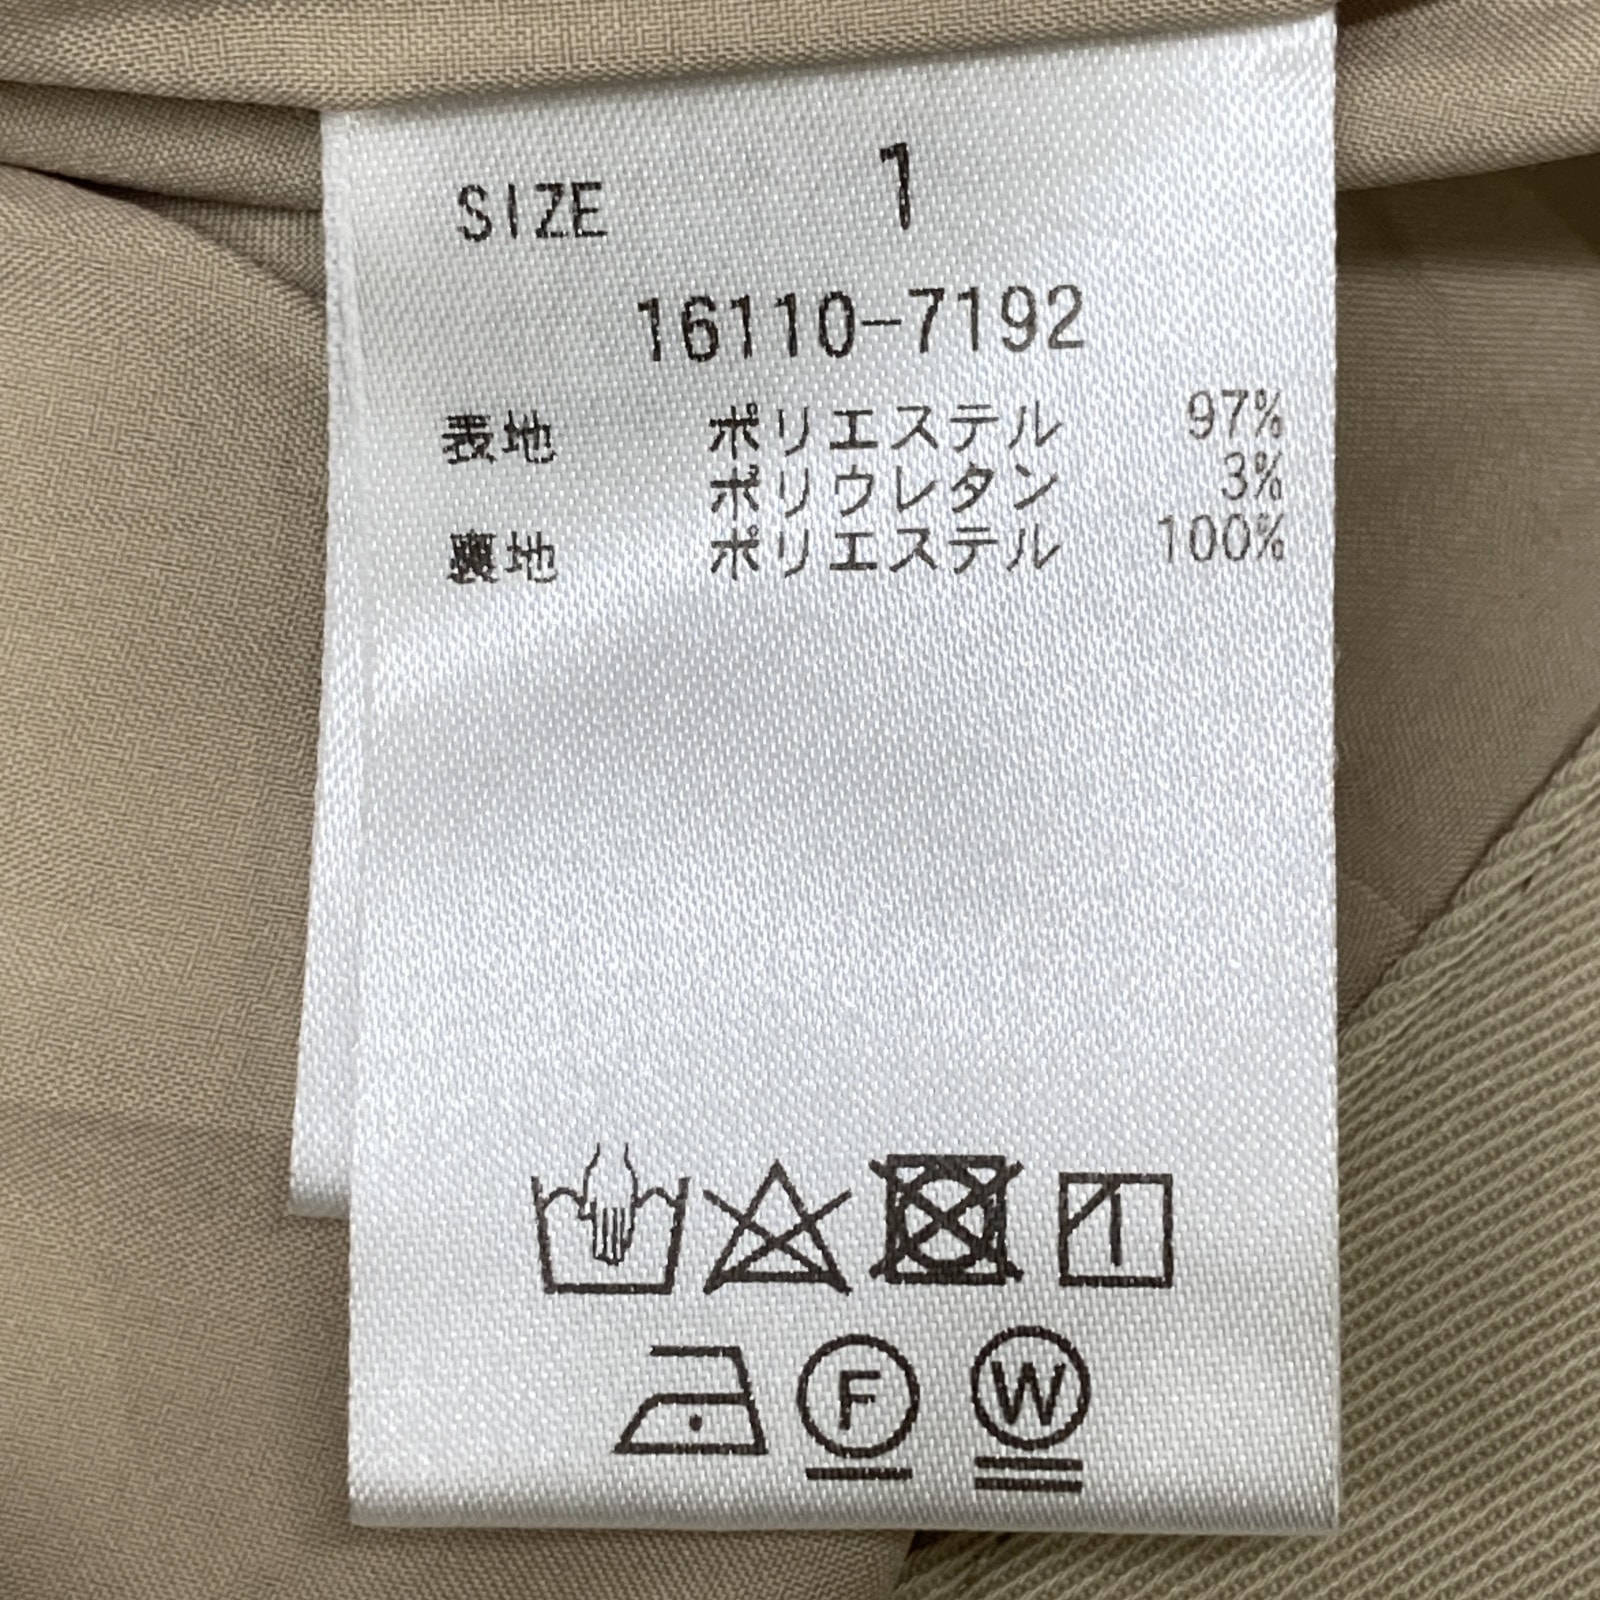 SIZE 1
16110-7192
表地 ポリエステル 97%
ポリウレタン 3%
裏地 ポリエステル 100%
F W